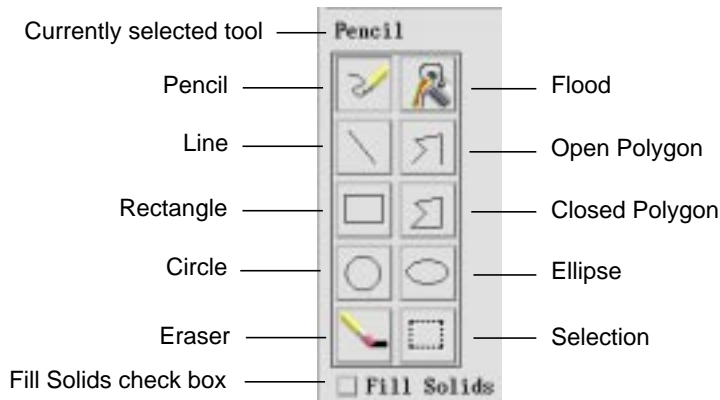 Currently selected tool Pencil
Pencil Flood
Line Open Polygon
Rectangle Closed Polygon
Circle Ellipse
Eraser Selection
Fill Solids check box Fill Solids